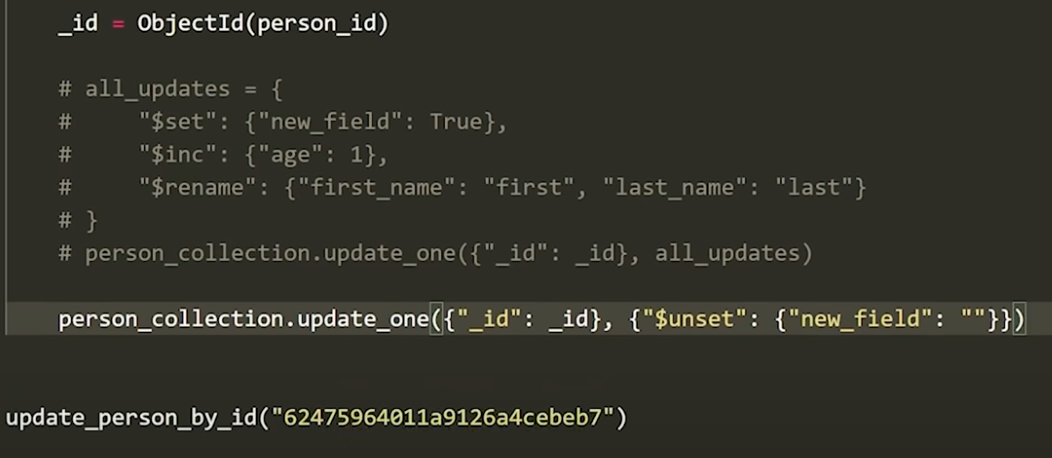 _id = ObjectId(person_id)
# all_updates = {
#     "$set": {"new_field": True},
#     "$inc": {"age": 1},
#     "$rename": {"first_name": "first", "last_name": "last"}
# }
# person_collection.update_one({"_id": _id}, all_updates)
person_collection.update_one({"_id": _id}, {"$unset": {"new_field": ""}})
update_person_by_id("62475964011a9126a4cebeb7")